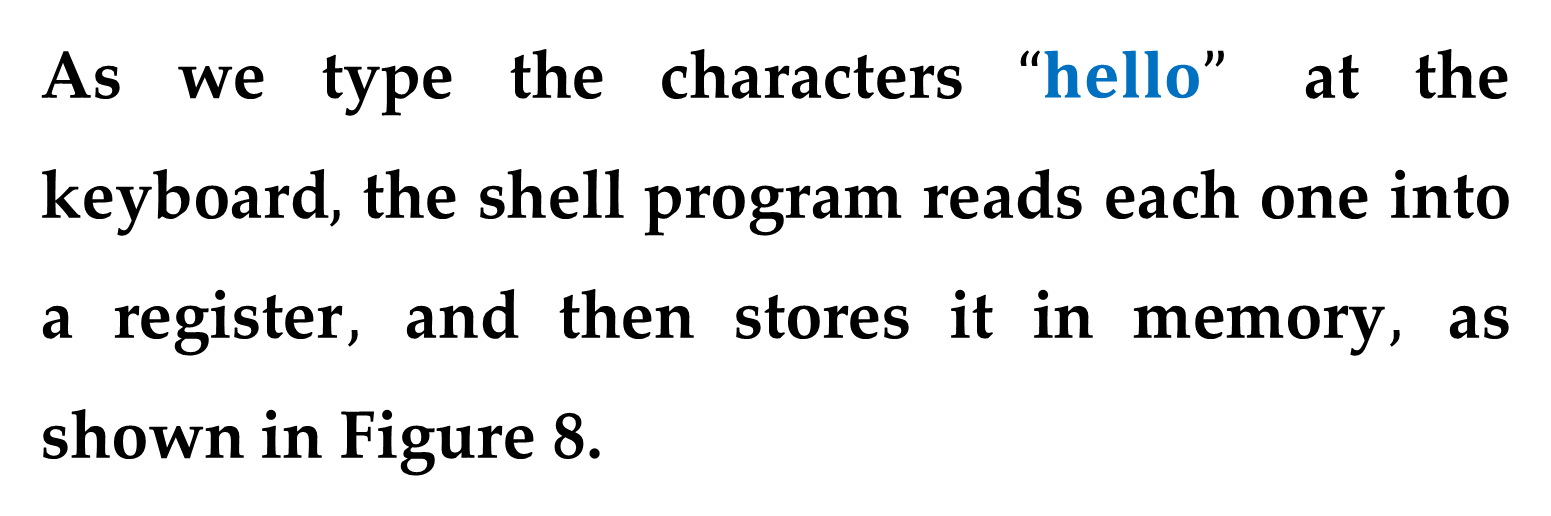 As we type the characters “hello” at the
keyboard, the shell program reads each one into
a register, and then stores it in memory, as
shown in Figure 8.